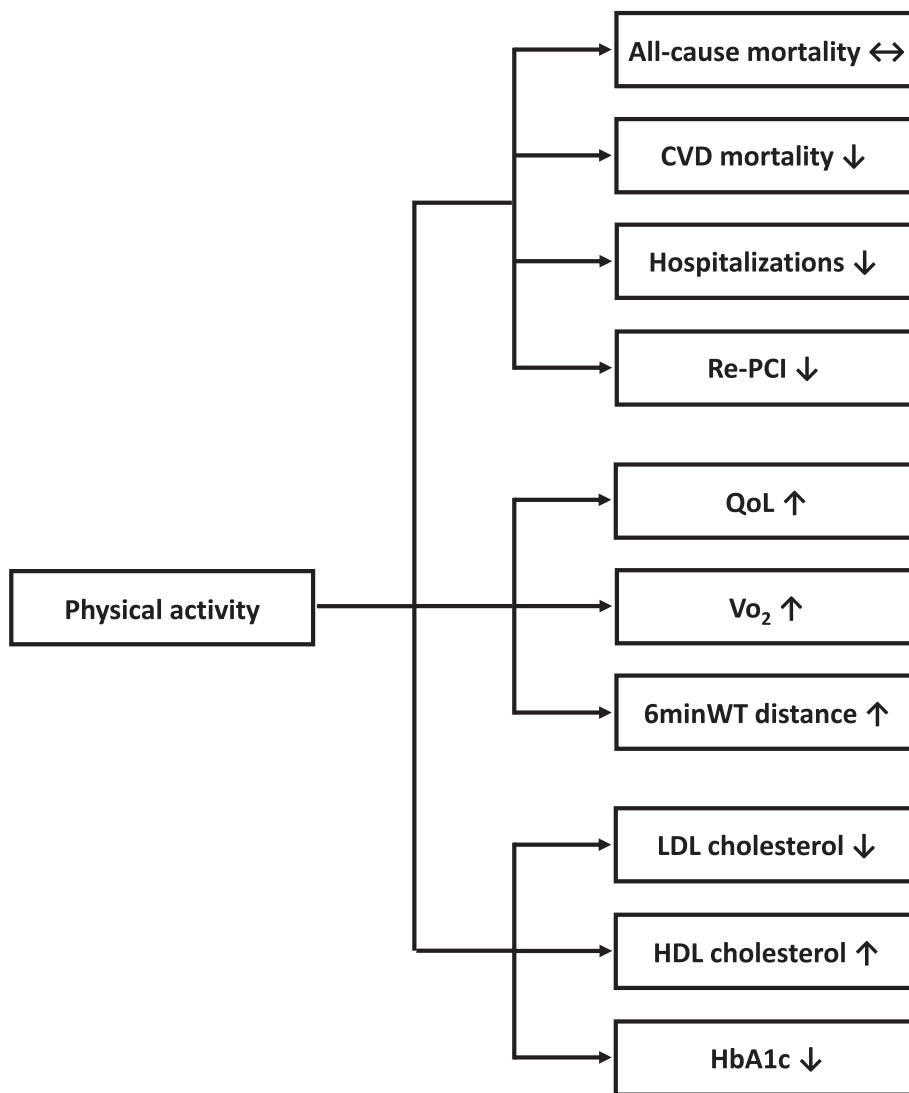 All-cause mortality ↔
CVD mortality ↓
Hospitalizations ↓
Re-PCI ↓
QoL ↑
Physical activity
Vo₂ ↑
6minWT distance ↑
LDL cholesterol ↓
HDL cholesterol ↑
HbA1c ↓